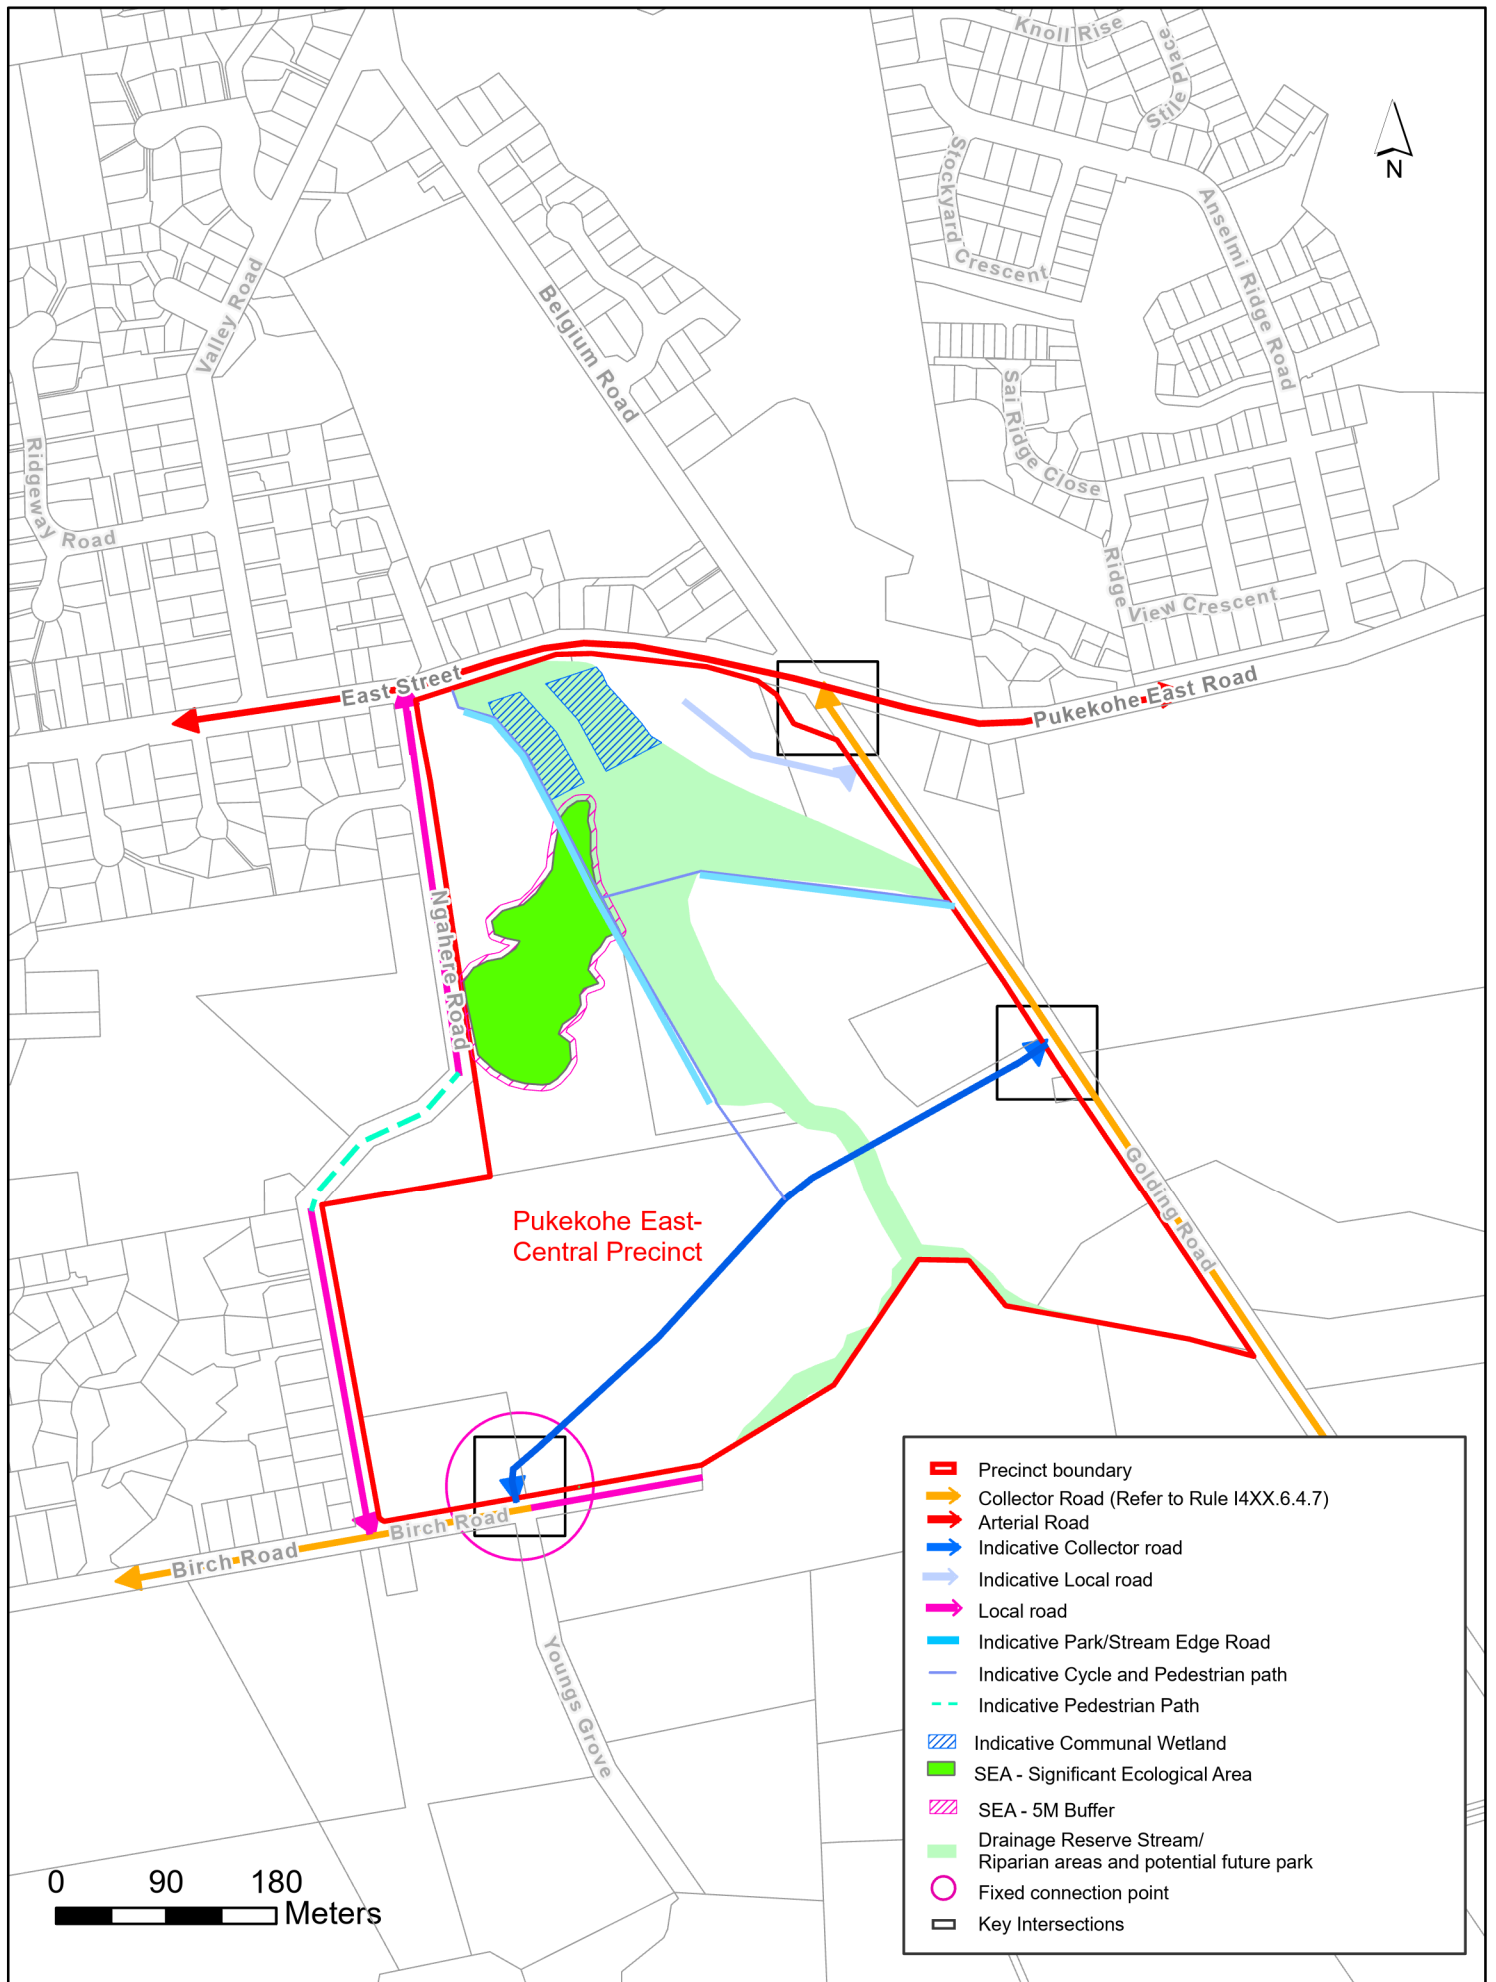 Knoll Rise
Stile Place
N
Stockyard Crescent
Anselmi Ridge Road
Valley Road
Belgium Road
Sai Ridge Close
Ridgeway Road
Ridge View Crescent
East Street
Pukekohe East Road
Ngahere Road
Golding Road
Pukekohe East-
Central Precinct
Birch Road
Birch Road
Youngs Grove
Precinct boundary
Collector Road (Refer to Rule I4XX.6.4.7)
Arterial Road
Indicative Collector road
Indicative Local road
Local road
Indicative Park/Stream Edge Road
Indicative Cycle and Pedestrian path
Indicative Pedestrian Path
Indicative Communal Wetland
SEA - Significant Ecological Area
SEA - 5M Buffer
Drainage Reserve Stream/
Riparian areas and potential future park
Fixed connection point
Key Intersections
0 90 180
Meters